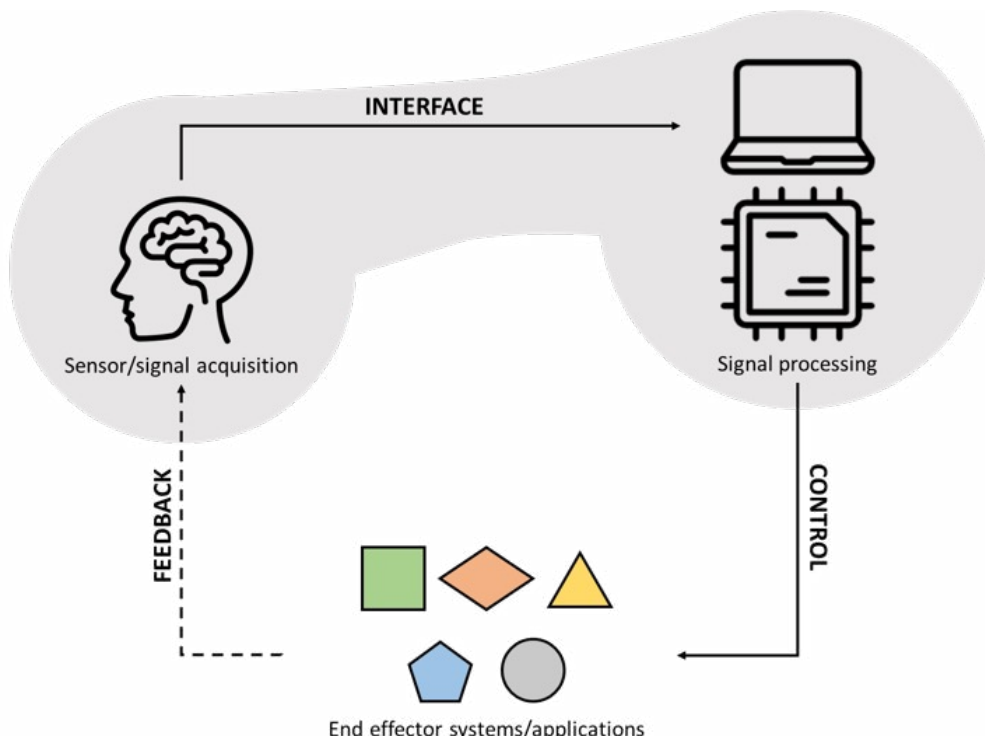 INTERFACE
Sensor/signal acquisition
Signal processing
FEEDBACK
CONTROL
End effector systems/applications